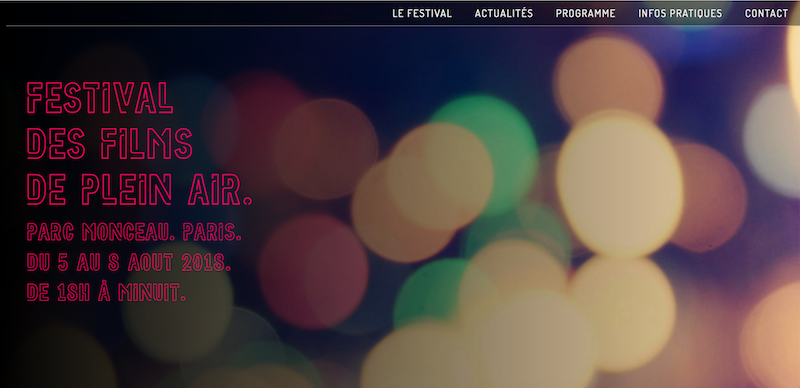 LE FESTIVAL ACTUALITÉS PROGRAMME INFOS PRATIQUES CONTACT
FESTIVAL
DES FILMS
DE PLEIN AIR.
PARC MONCEAU. PARIS.
DU 5 AU 8 AOUT 2018.
DE 18H À MINUIT.